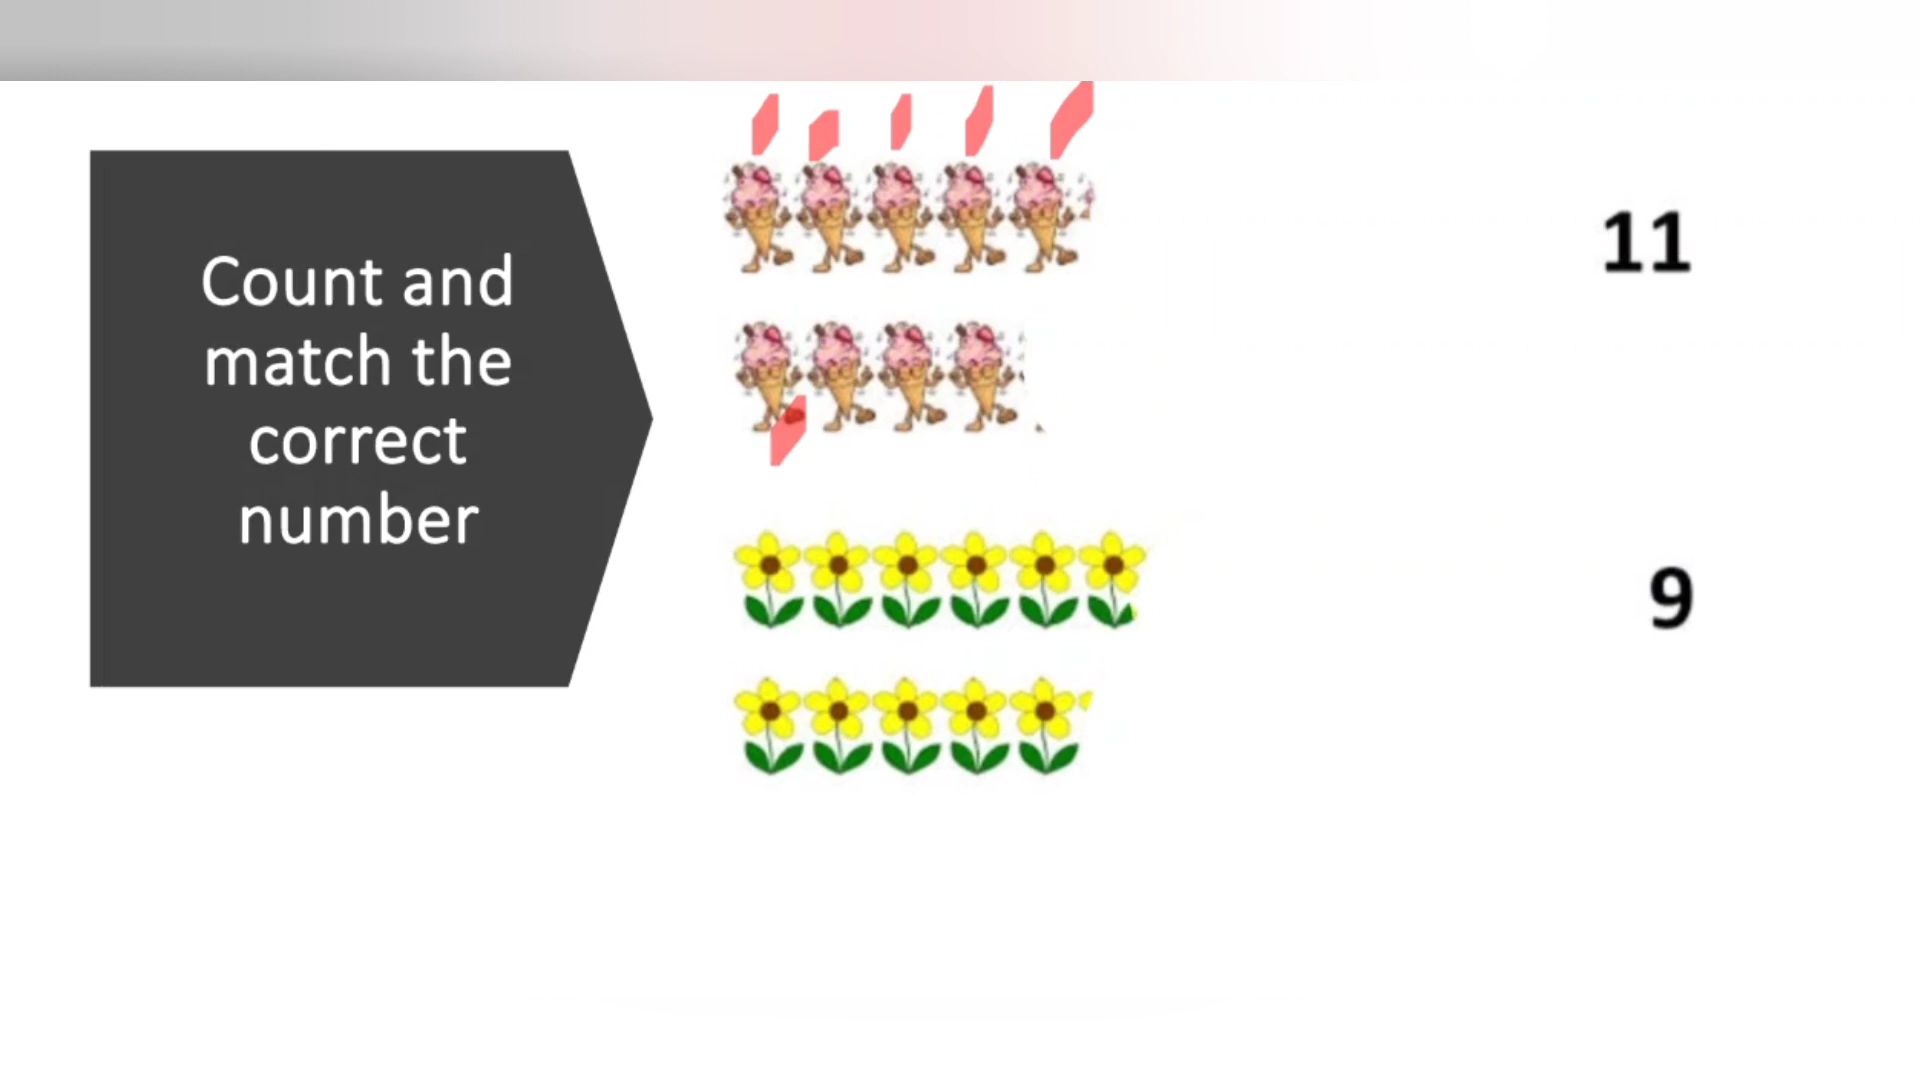 Count and
match the
correct
number
11
9